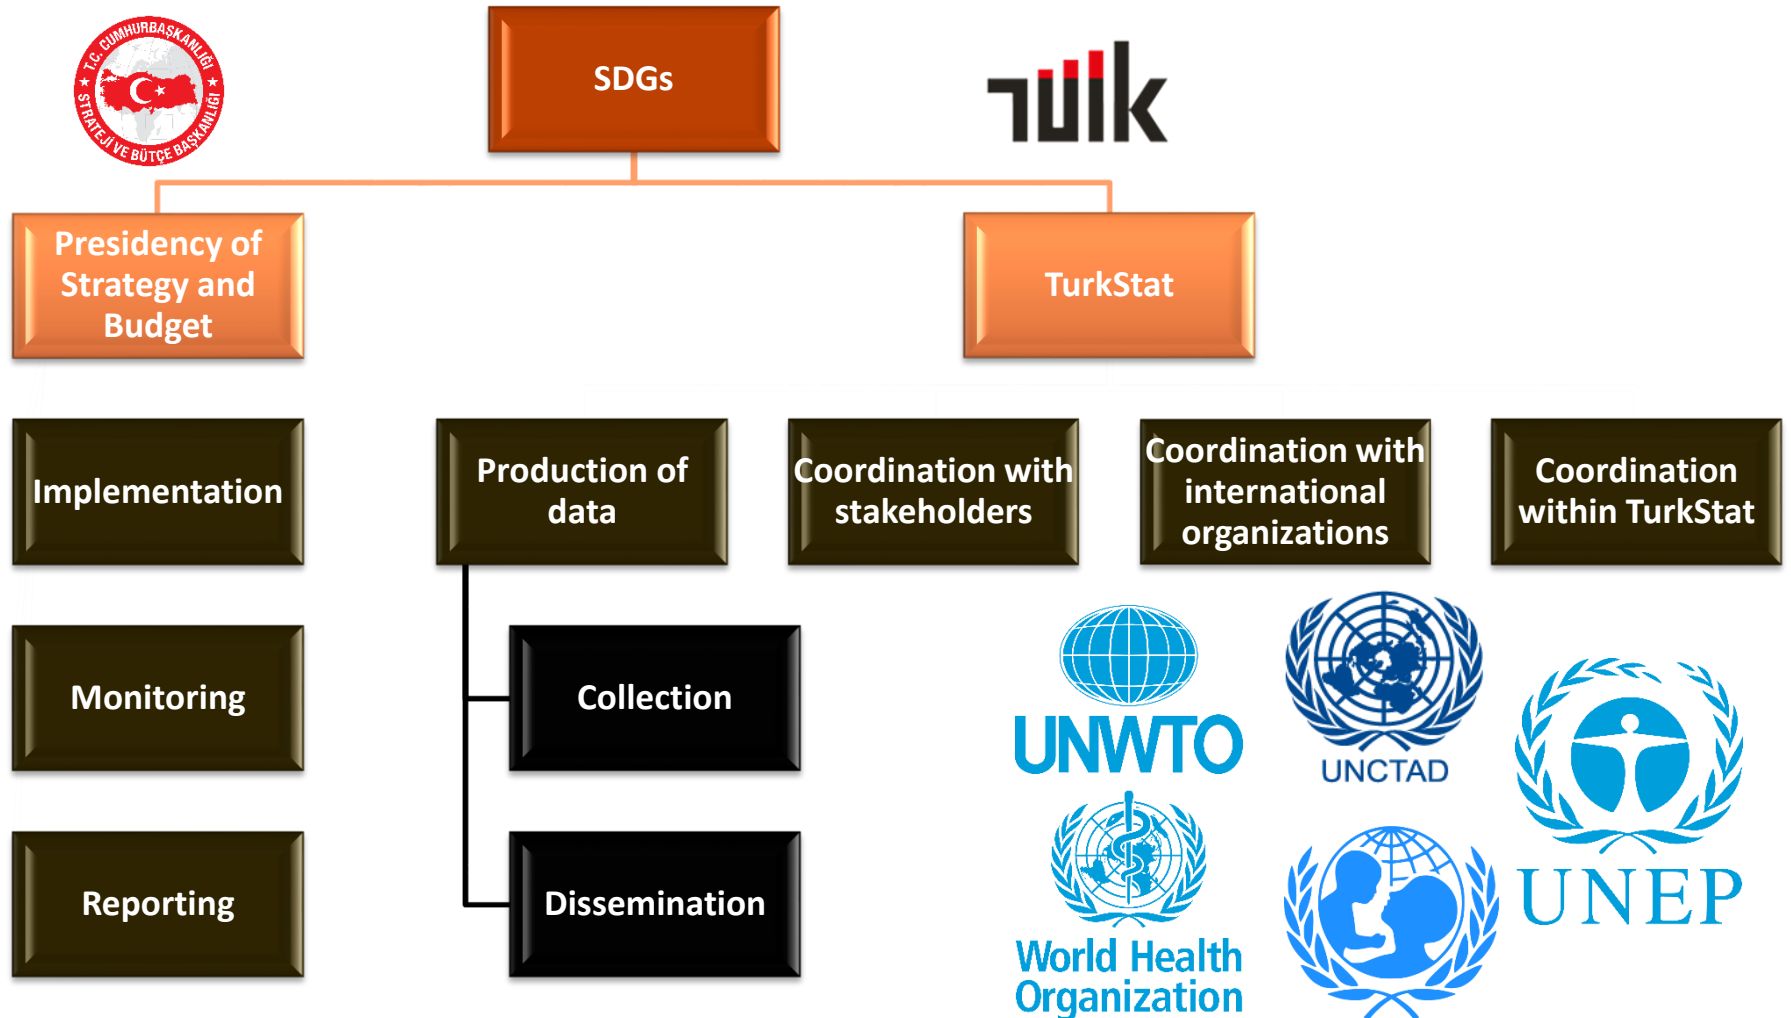 T.C. CUMHURBAŞKANLIĞI
STRATEJİ VE BÜTÇE BAŞKANLIĞI
SDGs
TÜİK
Presidency of
Strategy and
Budget
TurkStat
Implementation
Production of
data
Coordination with
stakeholders
Coordination with
international
organizations
Coordination
within TurkStat
Monitoring
Collection
UNWTO
UNCTAD
Reporting
Dissemination
World Health
Organization
UNEP